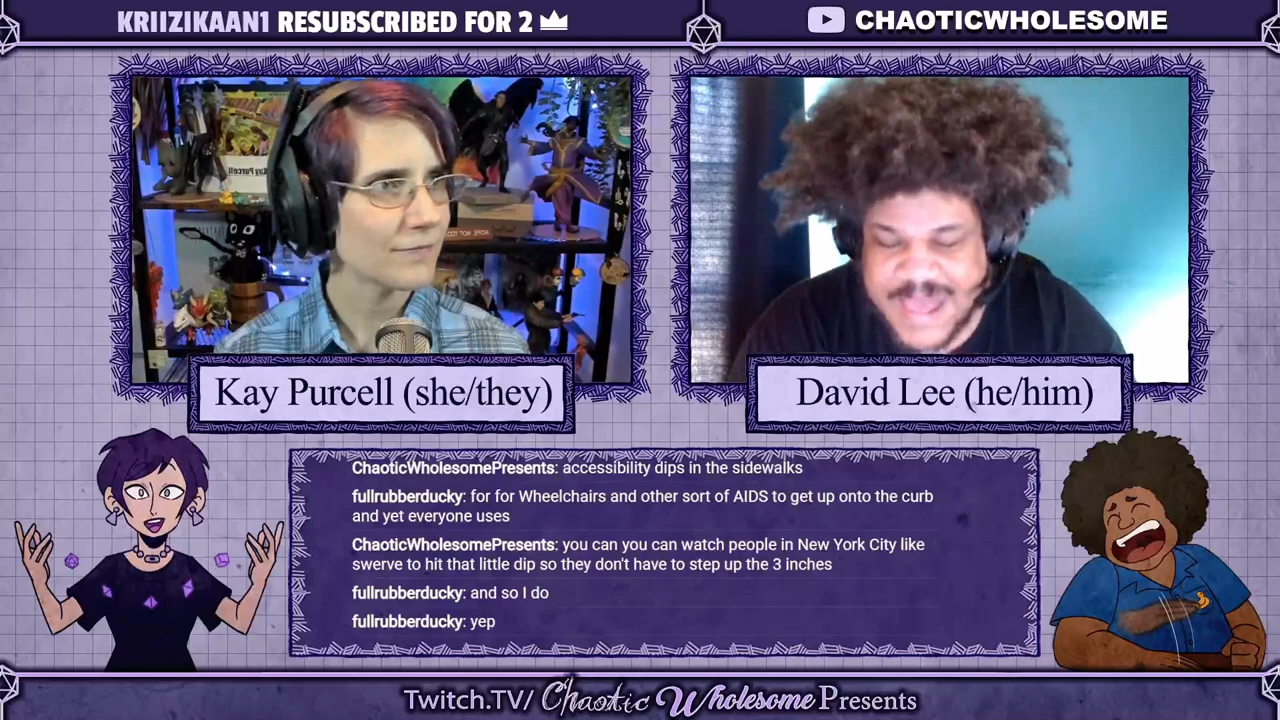 KRIIZIKAAN1 RESUBSCRIBED FOR 2
CHAOTICWHOLESOME
Kay Purcell (she/they)
David Lee (he/him)
ChaoticWholesomePresents: accessibility dips in the sidewalks
fullrubberducky: for for Wheelchairs and other sort of AIDS to get up onto the curb
and yet everyone uses
ChaoticWholesomePresents: you can you can watch people in New York City like
swerve to hit that little dip so they don't have to step up the 3 inches
fullrubberducky: and so I do
fullrubberducky: yep
Twitch.TV/ Chaotic Wholesome Presents